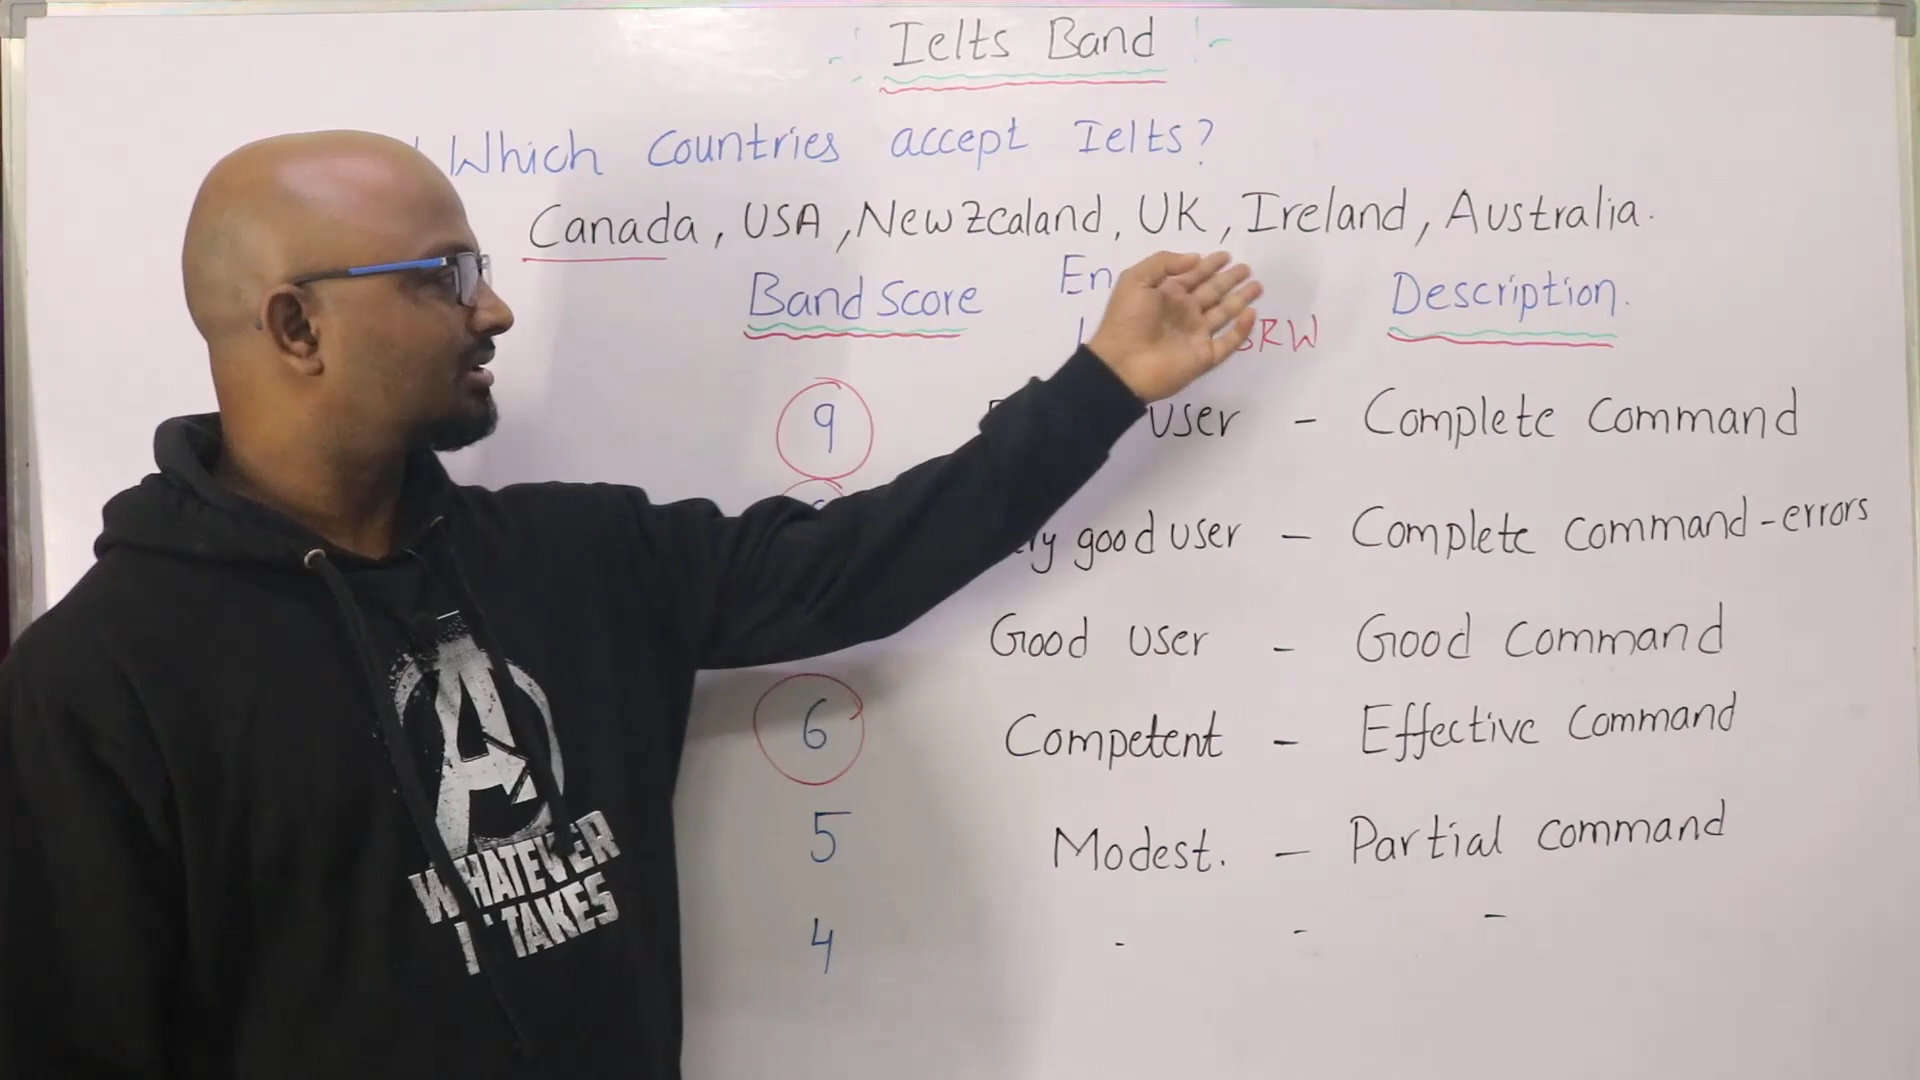 Ielts Band
Which Countries accept Ielts?
Canada, USA, New Zealand, UK, Ireland, Australia.
Band Score Description.
9 user - Complete Command
good user - Complete Command - errors
Good user - Good Command
6 Competent - Effective Command
5 Modest. - Partial Command
4 - - -
WHATEVER
IT TAKES